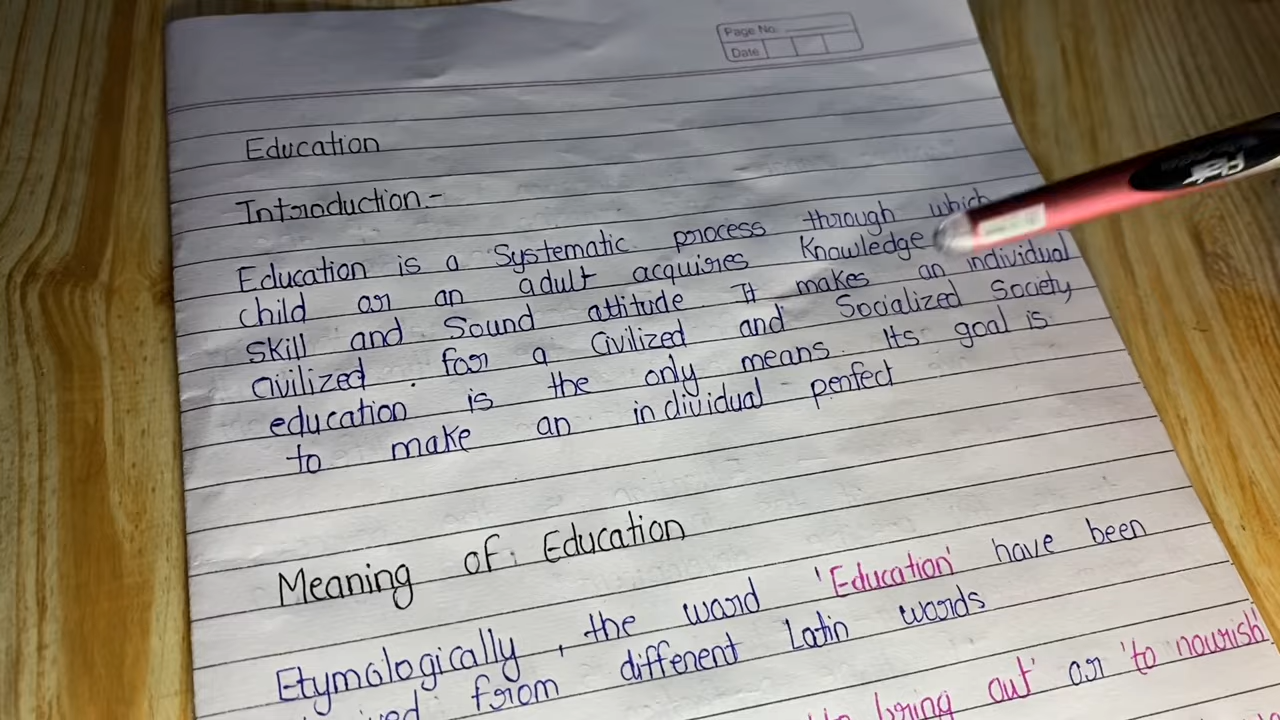 Page No.
Date
Education
Introduction -
Education is a Systematic process through which
child or an adult acquires Knowledge
skill and Sound attitude. It makes an individual
civilized. for a Civilized and Socialized Society
education is the only means. Its goal is
to make an individual perfect
Meaning of Education
Etymologically, the word 'Education' have been
from different Latin words
bring out' or 'to nourish'